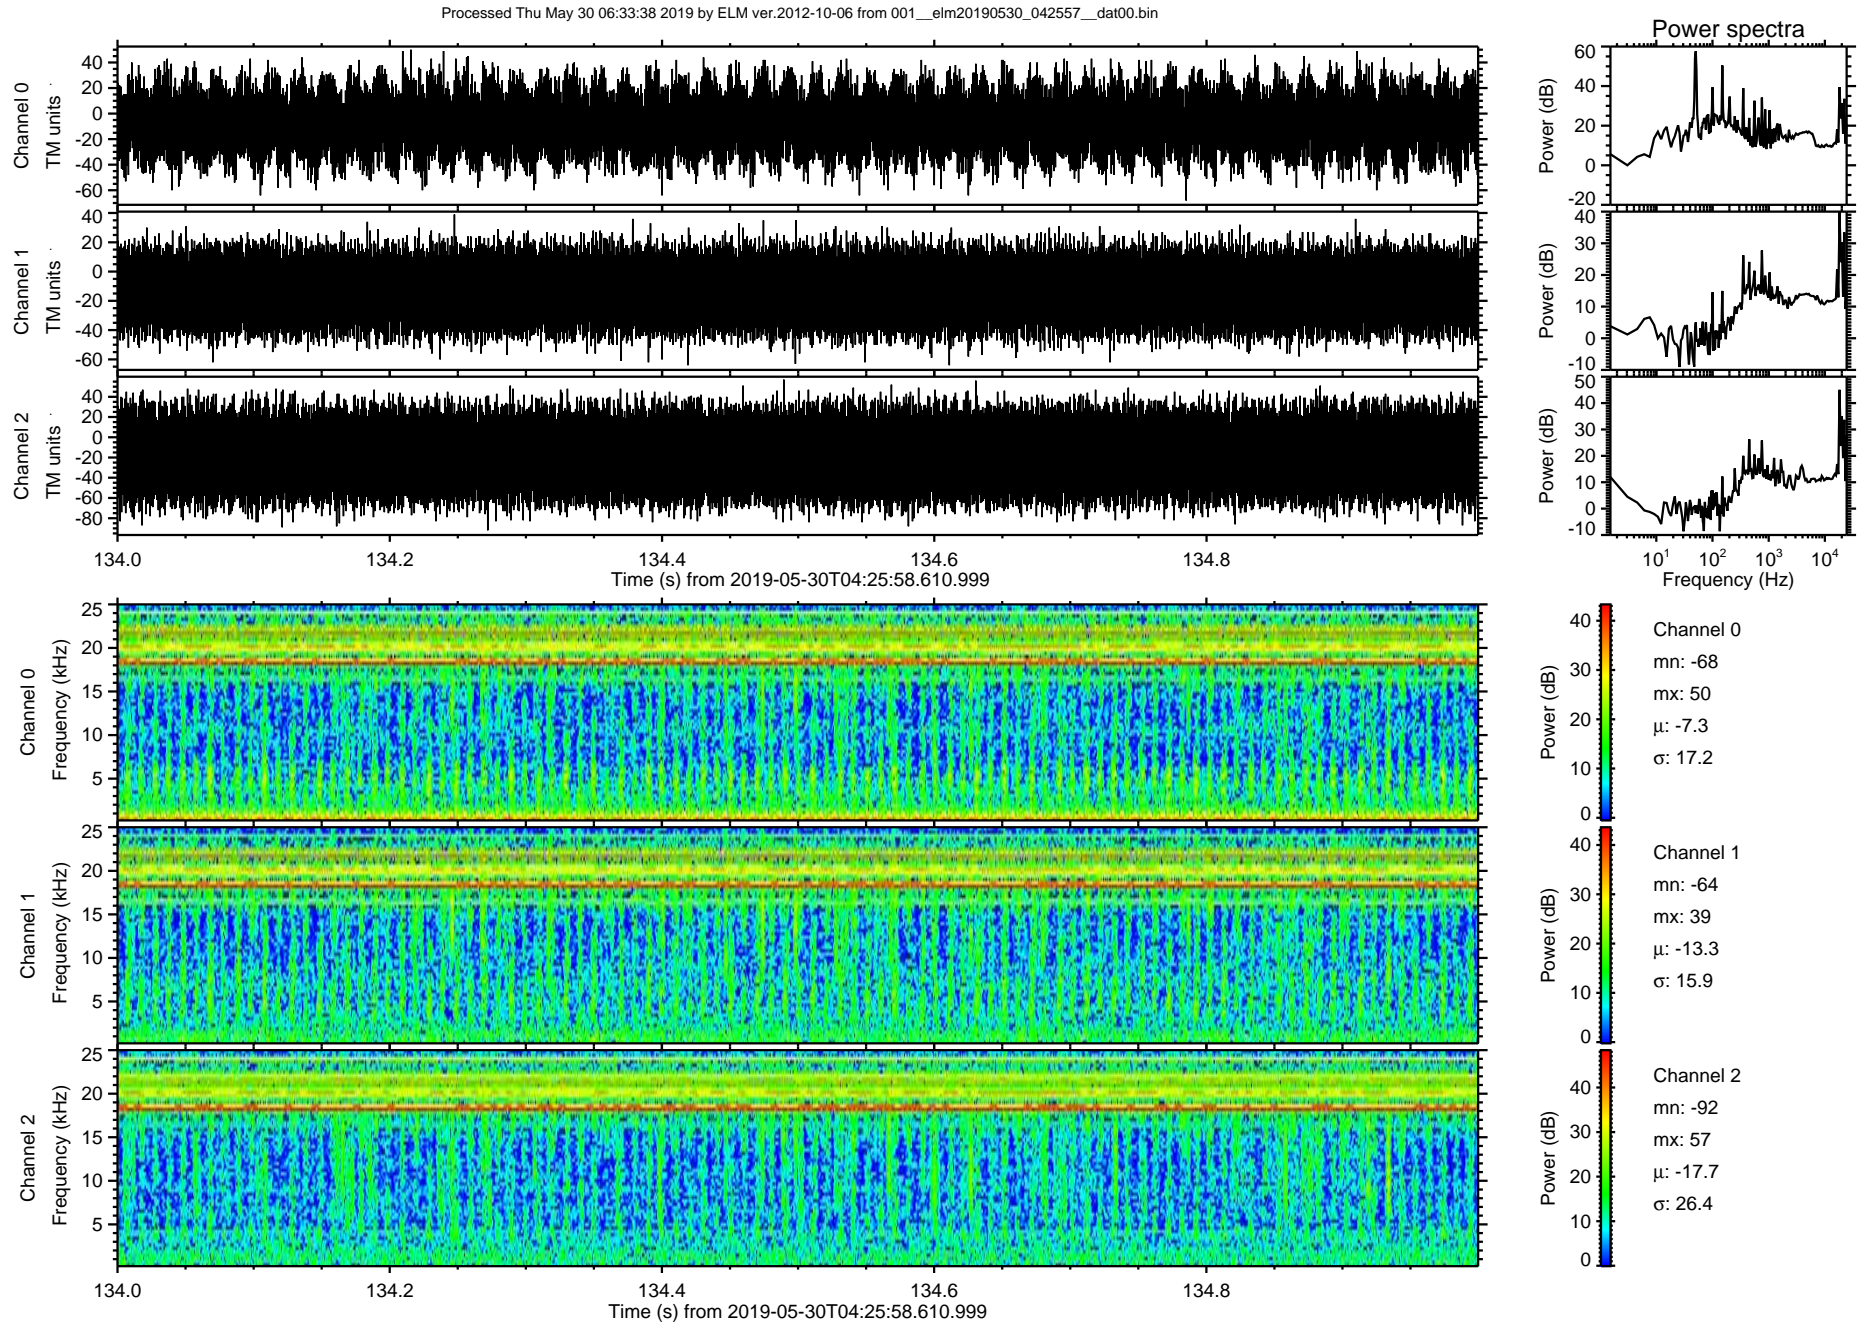 Processed Thu May 30 06:33:38 2019 by ELM ver.2012-10-06 from 001__elm20190530_042557__dat00.bin
Power spectra
Channel 0
TM units
40
20
0
-20
-40
-60
Power (dB)
60
40
20
0
-20
Channel 1
TM units
40
20
0
-20
-40
-60
Power (dB)
40
30
20
10
0
-10
Channel 2
TM units
40
20
0
-20
-40
-60
-80
Power (dB)
50
40
30
20
10
0
-10
134.0 134.2 134.4 134.6 134.8
Time (s) from 2019-05-30T04:25:58.610.999
10¹ 10² 10³ 10⁴
Frequency (Hz)
Channel 0
Frequency (kHz)
25
20
15
10
5
Power (dB)
40
30
20
10
0
Channel 0
mn: -68
mx: 50
μ: -7.3
σ: 17.2
Channel 1
Frequency (kHz)
25
20
15
10
5
Power (dB)
40
30
20
10
0
Channel 1
mn: -64
mx: 39
μ: -13.3
σ: 15.9
Channel 2
Frequency (kHz)
25
20
15
10
5
Power (dB)
40
30
20
10
0
Channel 2
mn: -92
mx: 57
μ: -17.7
σ: 26.4
134.0 134.2 134.4 134.6 134.8
Time (s) from 2019-05-30T04:25:58.610.999